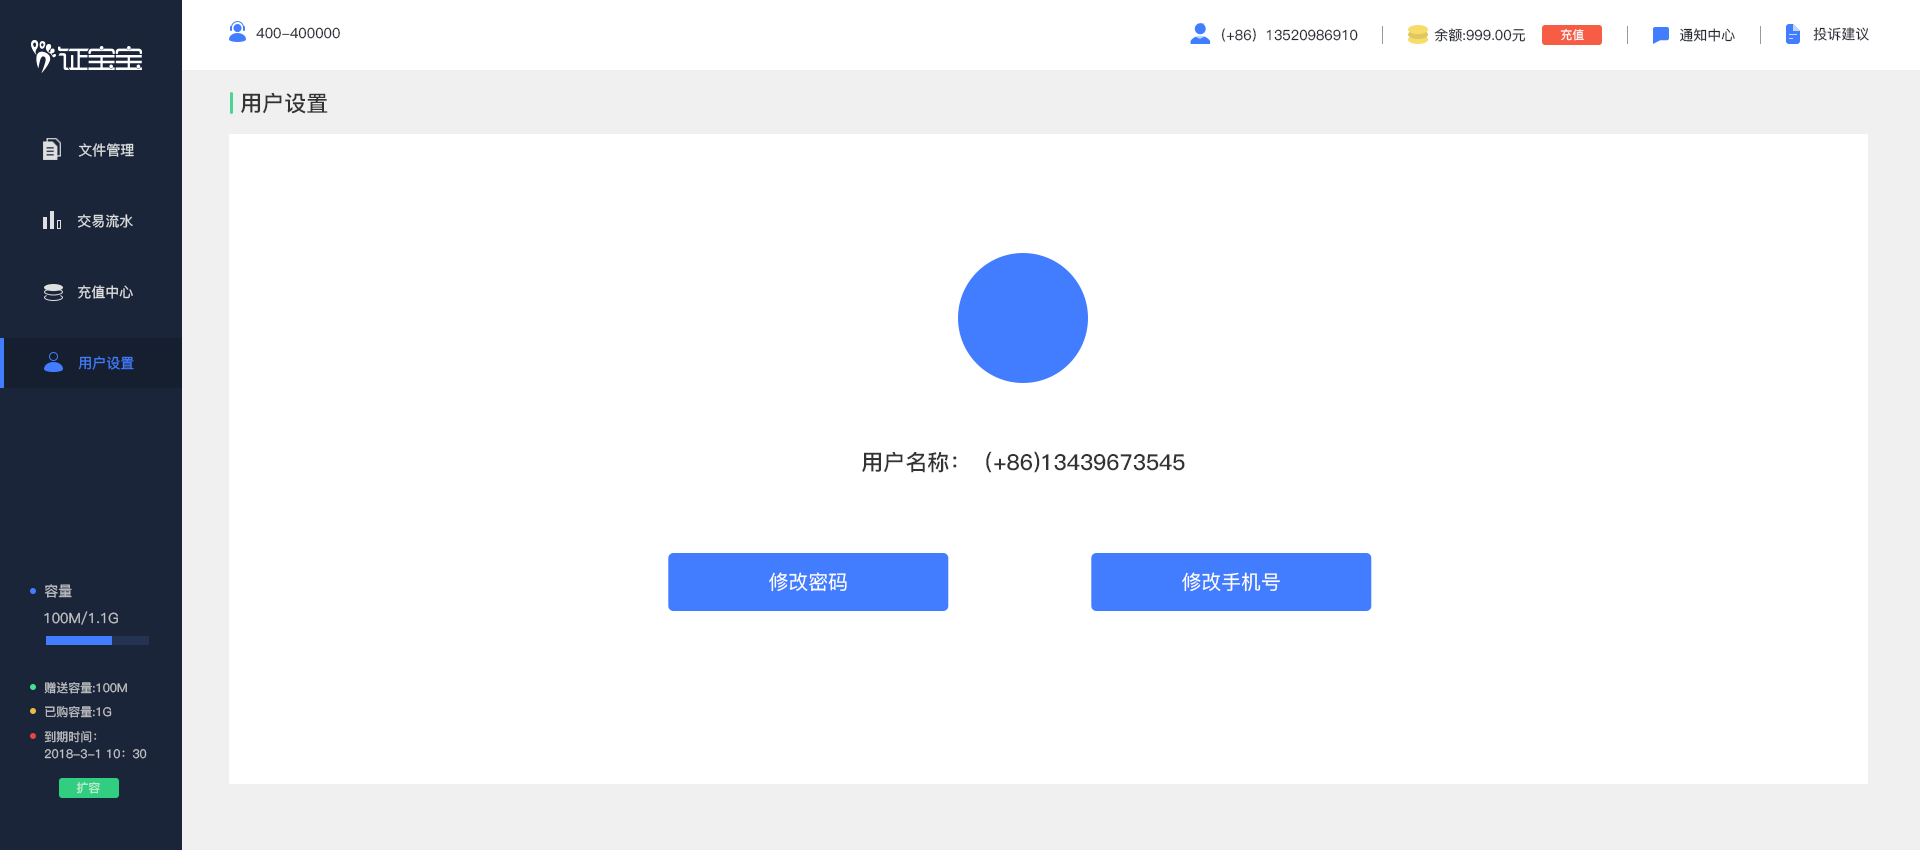 证宝宝
400-400000
(+86) 13520986910
余额:999.00元
充值
通知中心
投诉建议
用户设置
文件管理
交易流水
充值中心
用户设置
用户名称： (+86)13439673545
修改密码
修改手机号
容量
100M/1.1G
赠送容量:100M
已购容量:1G
到期时间：
2018-3-1 10：30
扩容